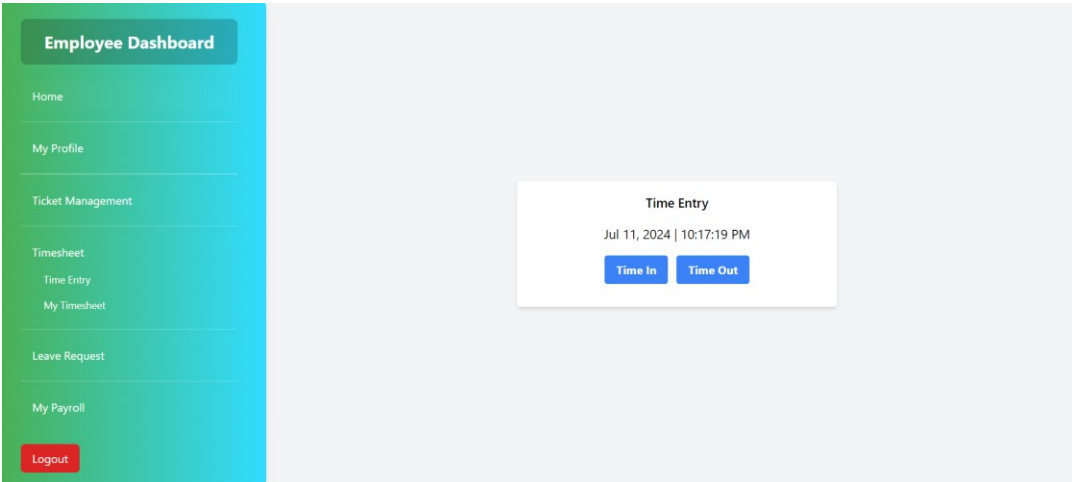 Employee Dashboard
Home
My Profile
Ticket Management
Timesheet
Time Entry
My Timesheet
Leave Request
My Payroll
Logout
Time Entry
Jul 11, 2024 | 10:17:19 PM
Time In Time Out